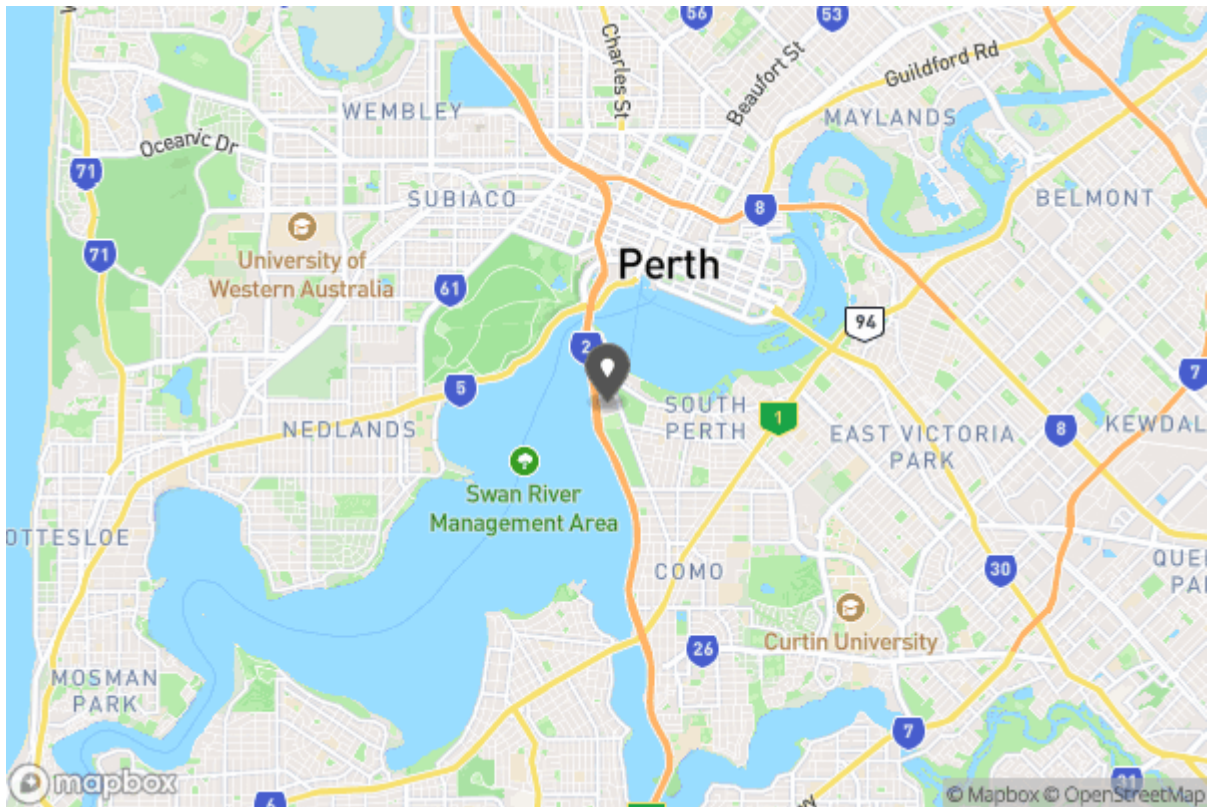 56
53
Charles St
Beaufort St
Guildford Rd
WEMBLEY
MAYLANDS
Oceanic Dr
71
SUBIACO
8
BELMONT
University of
Western Australia
71
61
Perth
94
2
5
7
SOUTH
PERTH
1
NEDLANDS
EAST VICTORIA
PARK
8
KEWDAL
Swan River
Management Area
OTTESLOE
COMO
30
QUE
PA
Curtin University
26
MOSMAN
PARK
7
mapbox
6
31
© Mapbox © OpenStreetMap